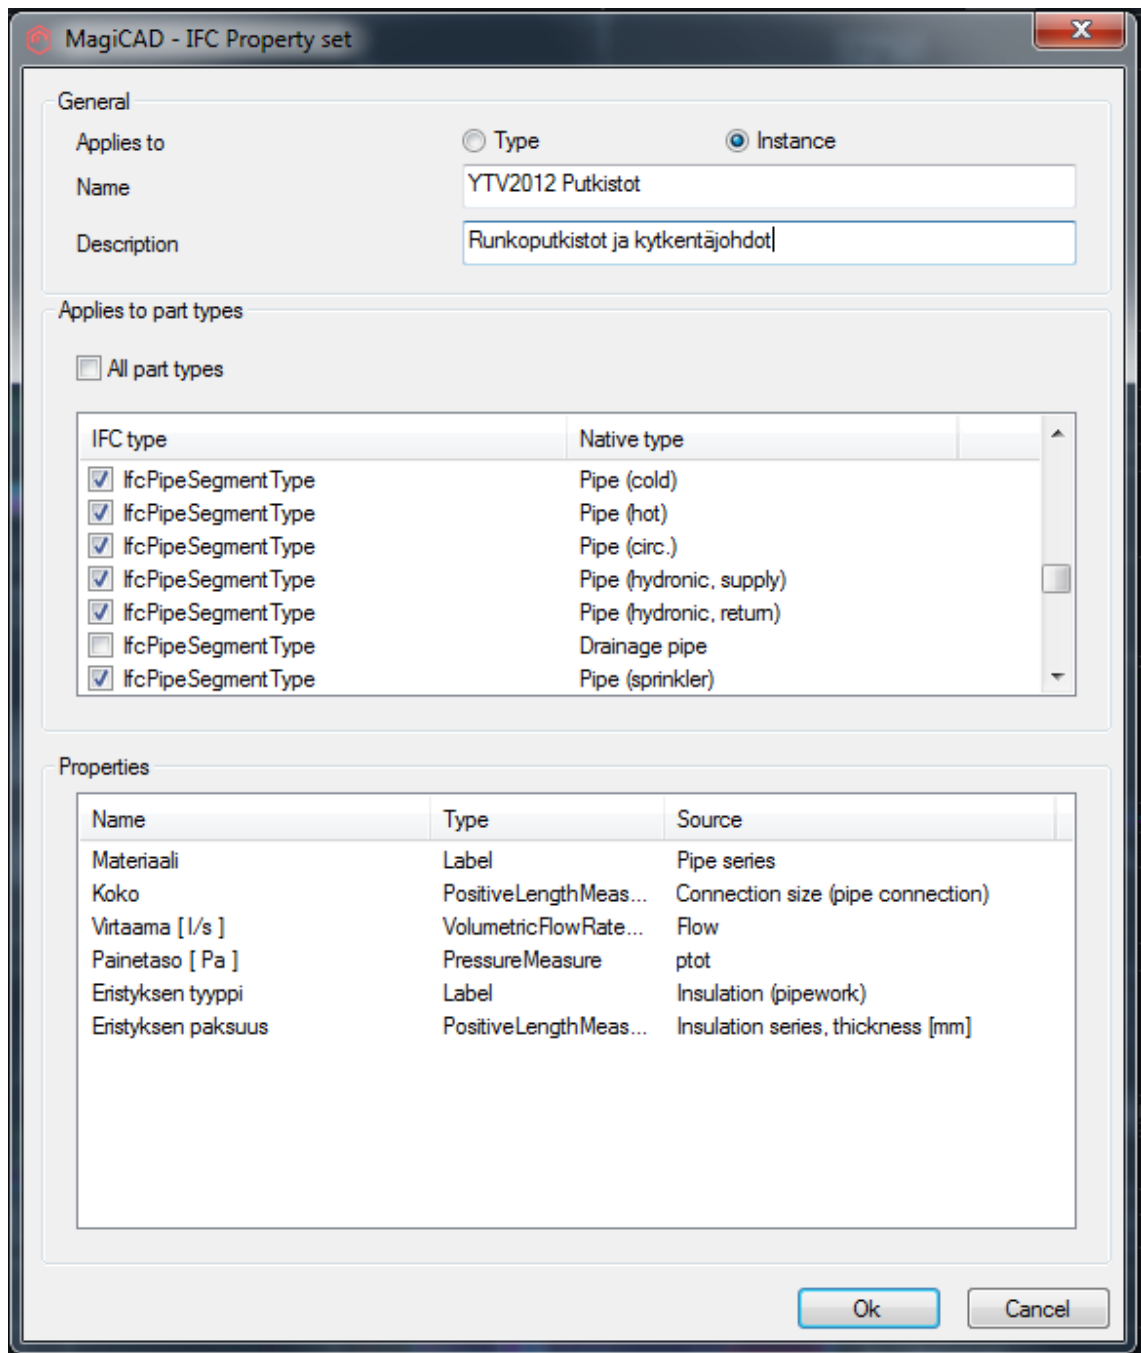 MagiCAD - IFC Property set
General
Applies to Type Instance
Name YTV2012 Putkistot
Description Runkoputkistot ja kytkentäjohdot
Applies to part types
All part types
IFC type Native type
IfcPipeSegmentType Pipe (cold)
IfcPipeSegmentType Pipe (hot)
IfcPipeSegmentType Pipe (circ.)
IfcPipeSegmentType Pipe (hydronic, supply)
IfcPipeSegmentType Pipe (hydronic, return)
IfcPipeSegmentType Drainage pipe
IfcPipeSegmentType Pipe (sprinkler)
Properties
Name Type Source
Materiaali Label Pipe series
Koko PositiveLengthMeas... Connection size (pipe connection)
Virtaama [ l/s ] VolumetricFlowRate... Flow
Painetaso [ Pa ] PressureMeasure ptot
Eristyksen tyyppi Label Insulation (pipework)
Eristyksen paksuus PositiveLengthMeas... Insulation series, thickness [mm]
Ok Cancel